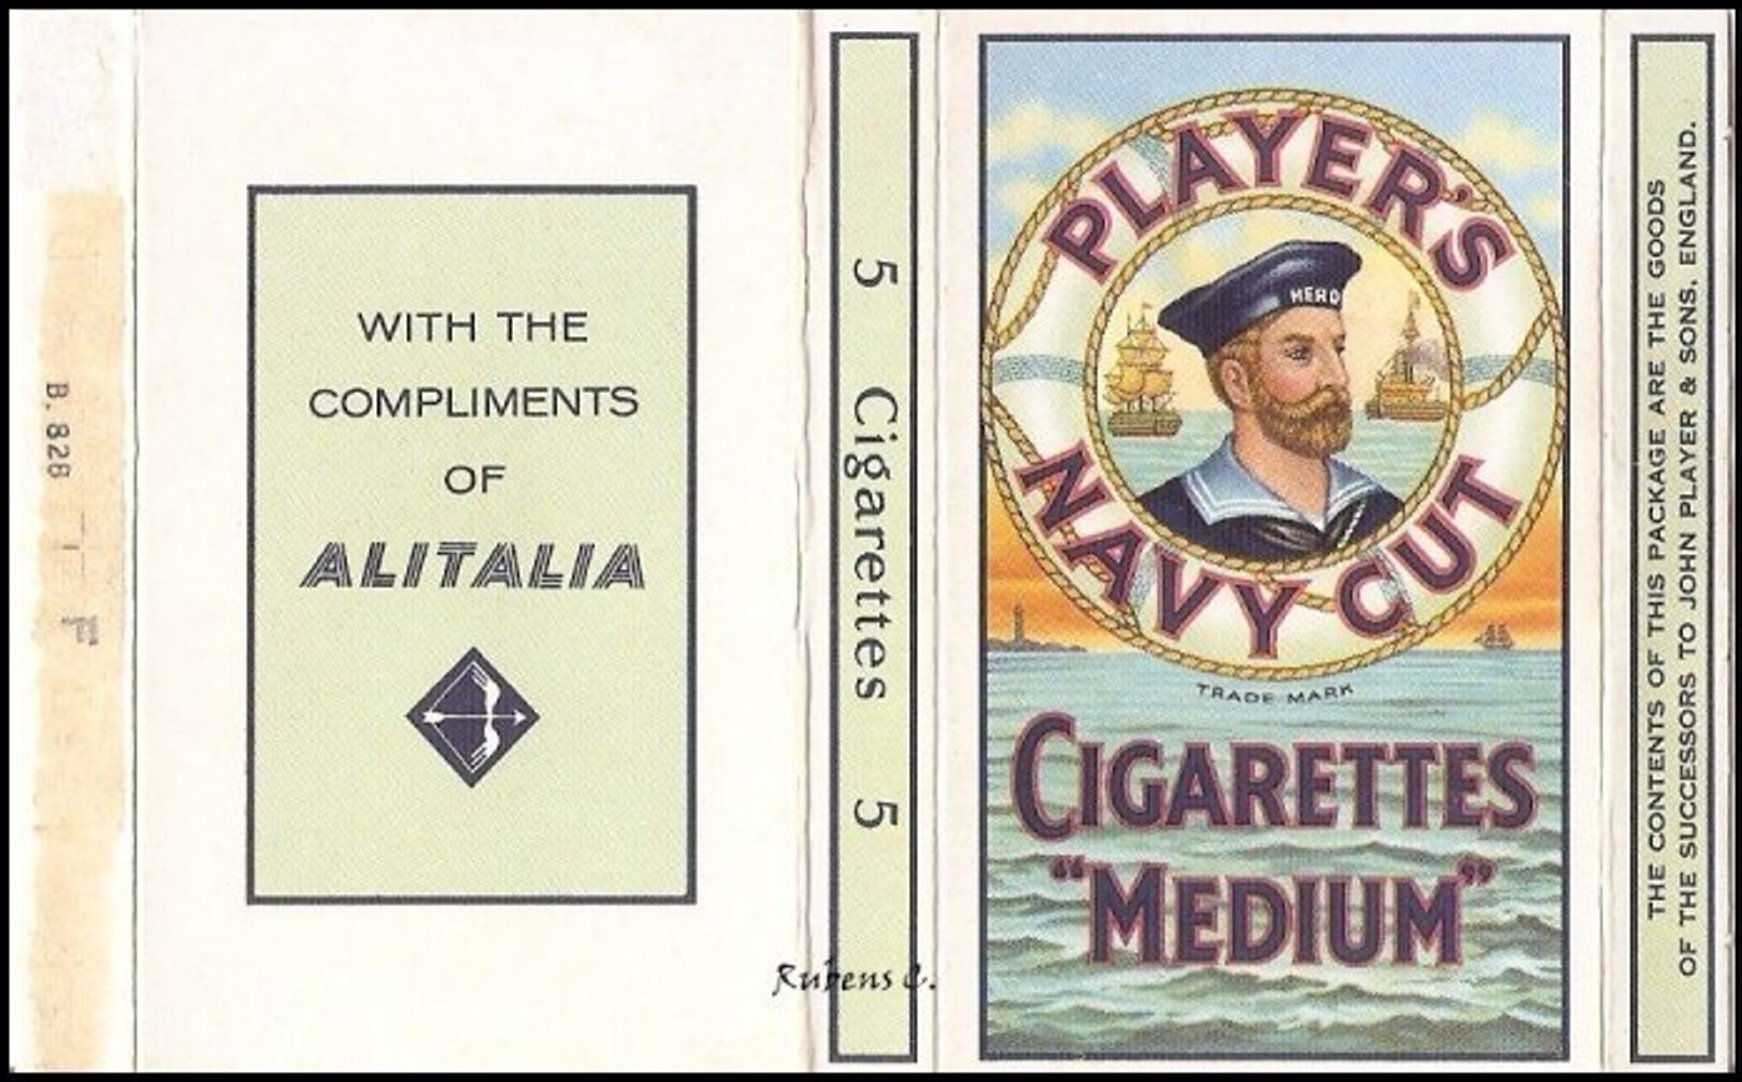 B. 828
F
WITH THE
COMPLIMENTS
OF
ALITALIA
5 Cigarettes 5
Rubens C.
PLAYER'S
HERO
NAVY CUT
TRADE MARK
CIGARETTES
"MEDIUM"
THE CONTENTS OF THIS PACKAGE ARE THE GOODS
OF THE SUCCESSORS TO JOHN PLAYER & SONS, ENGLAND.